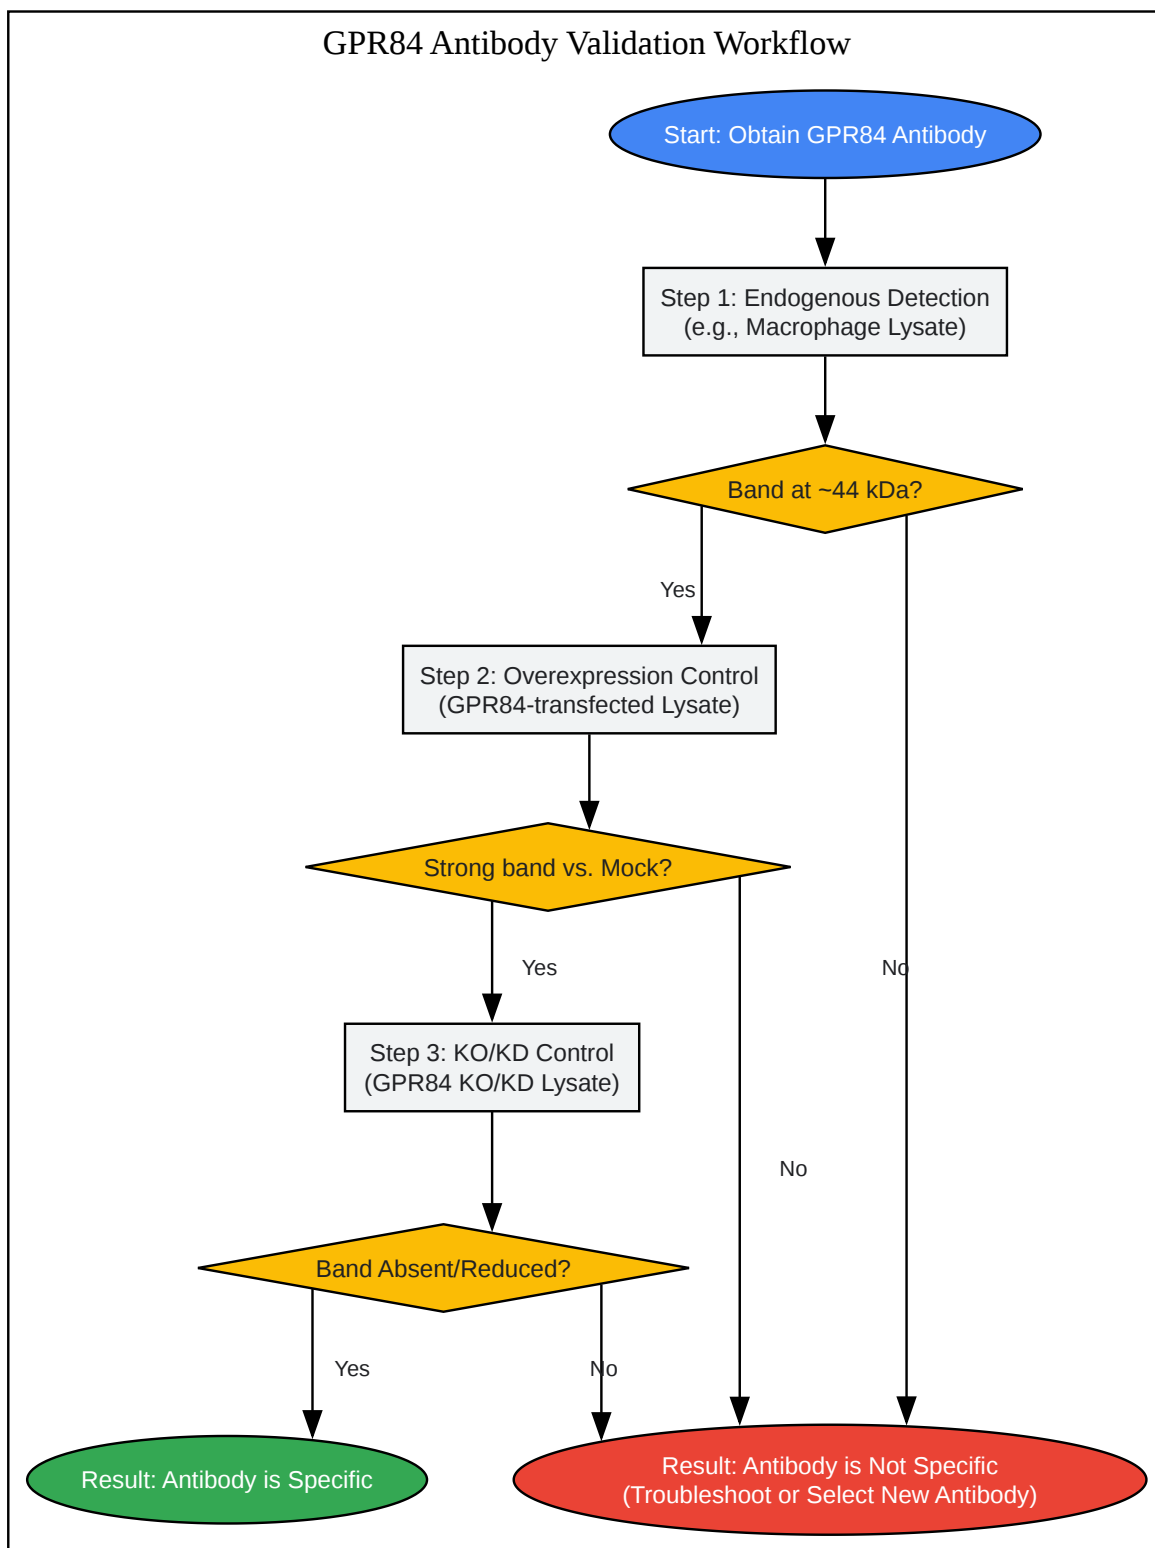 GPR84 Antibody Validation Workflow
Start: Obtain GPR84 Antibody
Step 1: Endogenous Detection
(e.g., Macrophage Lysate)
Band at ~44 kDa?
Yes
Step 2: Overexpression Control
(GPR84-transfected Lysate)
Strong band vs. Mock?
Yes
No
Step 3: KO/KD Control
(GPR84 KO/KD Lysate)
No
Band Absent/Reduced?
Yes
No
Result: Antibody is Specific
Result: Antibody is Not Specific
(Troubleshoot or Select New Antibody)